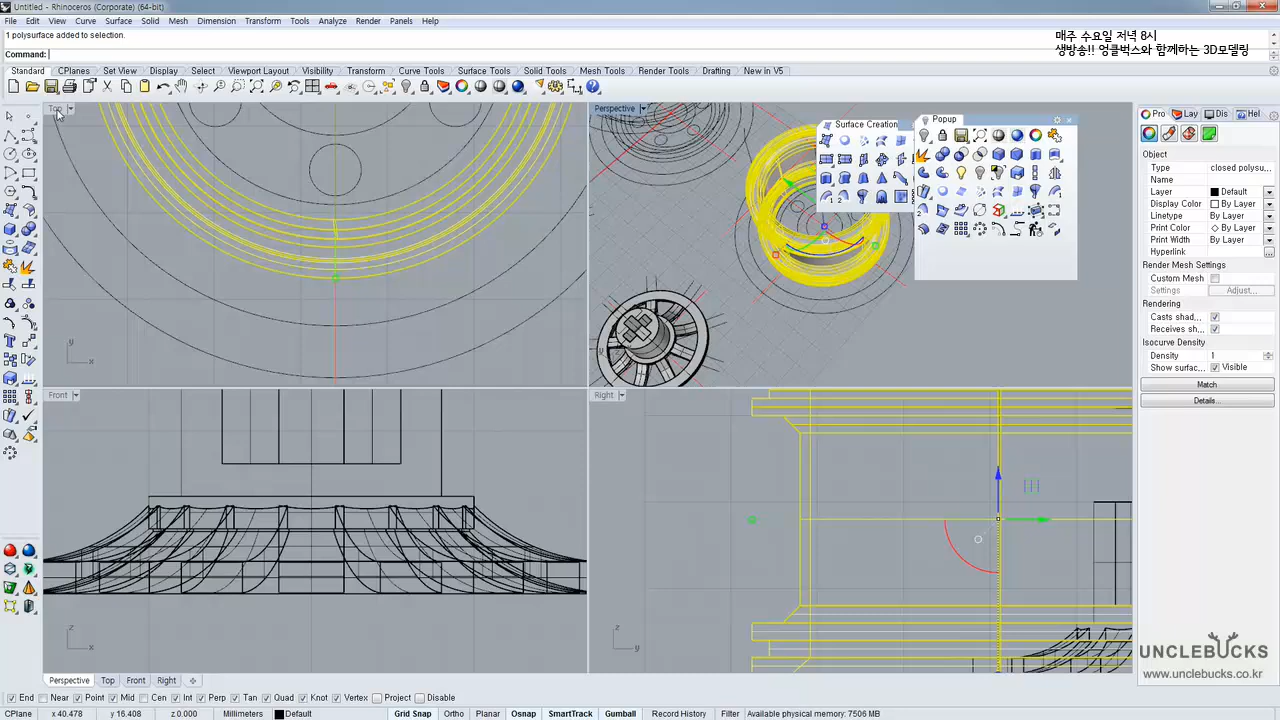 Untitled - Rhinoceros (Corporate) (64-bit)
File Edit View Curve Surface Solid Mesh Dimension Transform Tools Analyze Render Panels Help
1 polysurface added to selection.
매주 수요일 저녁 8시
생방송!! 엉클벅스와 함께하는 3D모델링
Command:
Standard CPlanes Set View Display Select Viewport Layout Visibility Transform Curve Tools Surface Tools Solid Tools Mesh Tools Render Tools Drafting New in V5
Top
Perspective
Surface Creation
Popup
Pro Lay Dis Hel
Object
Type closed polysu...
Name
Layer Default
Display Color By Layer
Linetype By Layer
Print Color By Layer
Print Width By Layer
Hyperlink
Render Mesh Settings
Custom Mesh
Settings Adjust...
Rendering
Casts shad...
Receives sh...
Isocurve Density
Density 1
Show surfac... Visible
Match
Details...
y
x
Front
Right
z
x
z
y
UNCLEBUCKS
www.unclebucks.co.kr
Perspective Top Front Right
End Near Point Mid Cen Int Perp Tan Quad Knot Vertex Project Disable
CPlane x 40.478 y 16.408 z 0.000 Millimeters Default Grid Snap Ortho Planar Osnap SmartTrack Gumball Record History Filter Available physical memory: 7506 MB